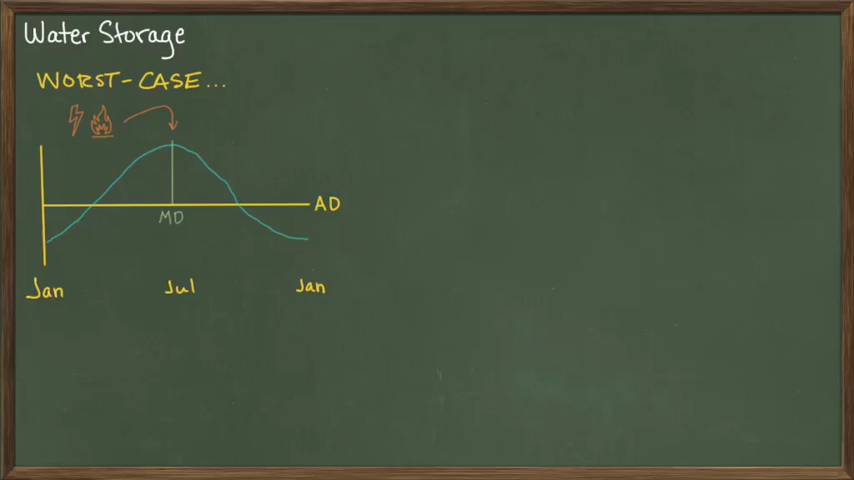 Water Storage
WORST-CASE...
AD
MD
Jan Jul Jan